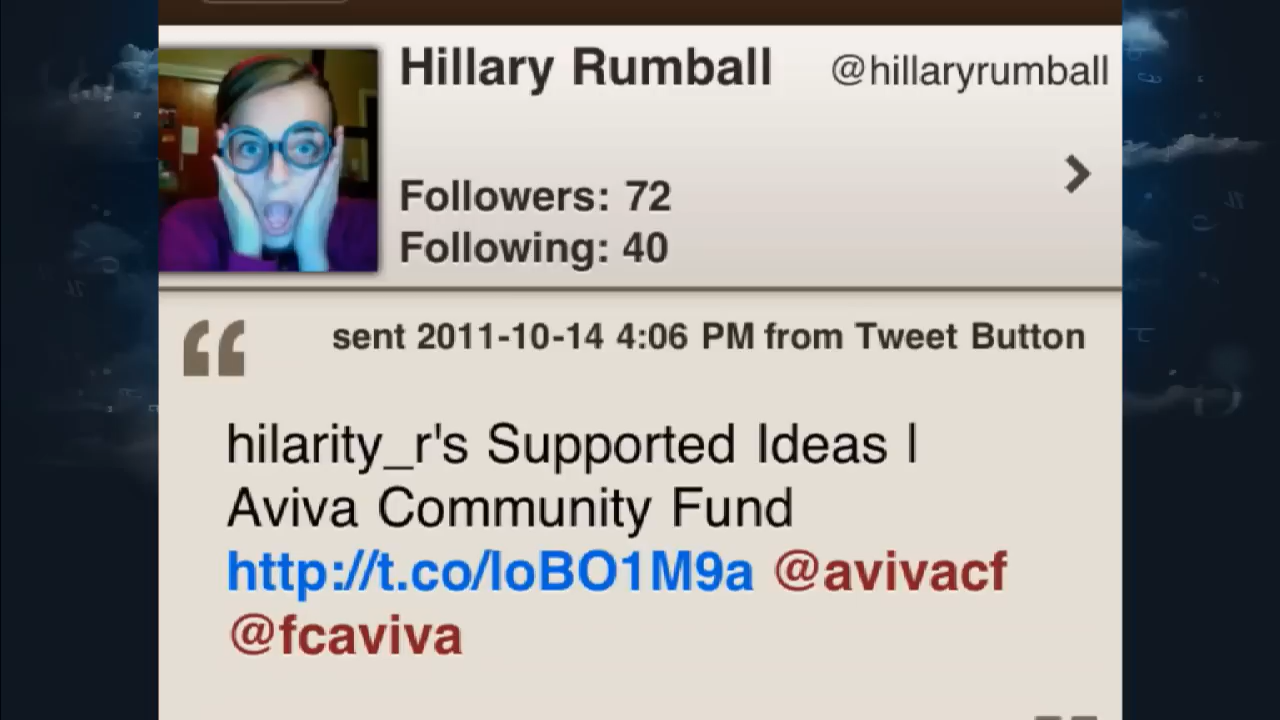 Hillary Rumball @hillaryrumball
Followers: 72
Following: 40
sent 2011-10-14 4:06 PM from Tweet Button
hilarity_r's Supported Ideas |
Aviva Community Fund
http://t.co/loBO1M9a @avivacf
@fcaviva